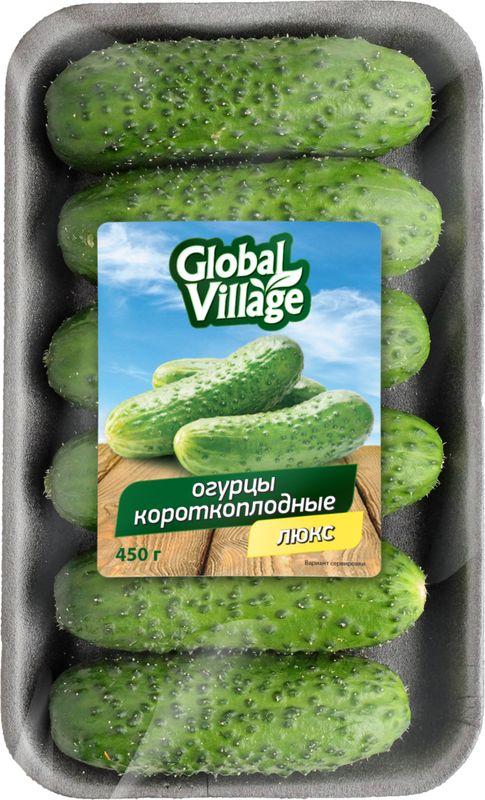 Global
Village
огурцы
короткоплодные
люкс
450 г
Вариант сервировки